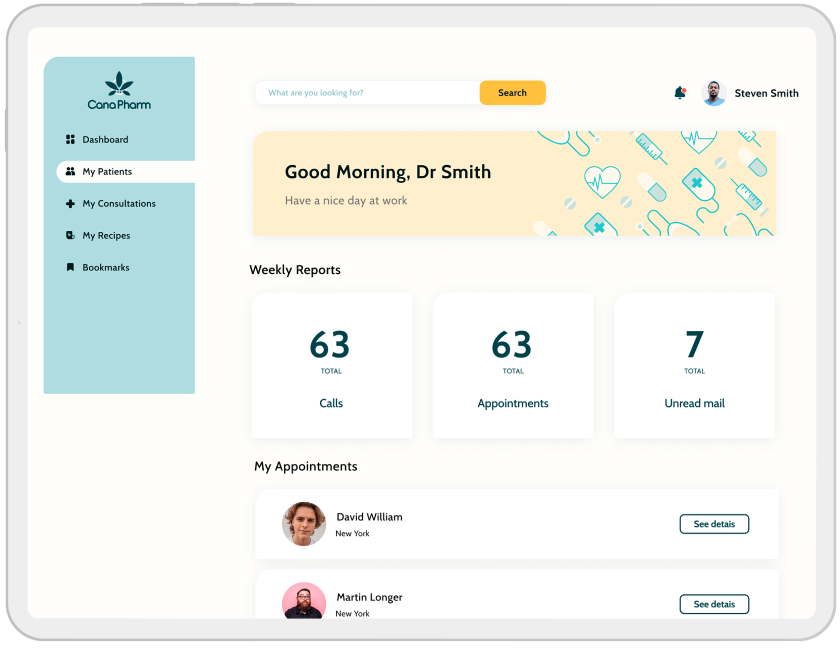 CanaPharm
Dashboard
My Patients
My Consultations
My Recipes
Bookmarks
What are you looking for?
Search
Steven Smith
Good Morning, Dr Smith
Have a nice day at work
Weekly Reports
63
TOTAL
Calls
63
TOTAL
Appointments
7
TOTAL
Unread mail
My Appointments
David William
New York
See detais
Martin Longer
New York
See detais